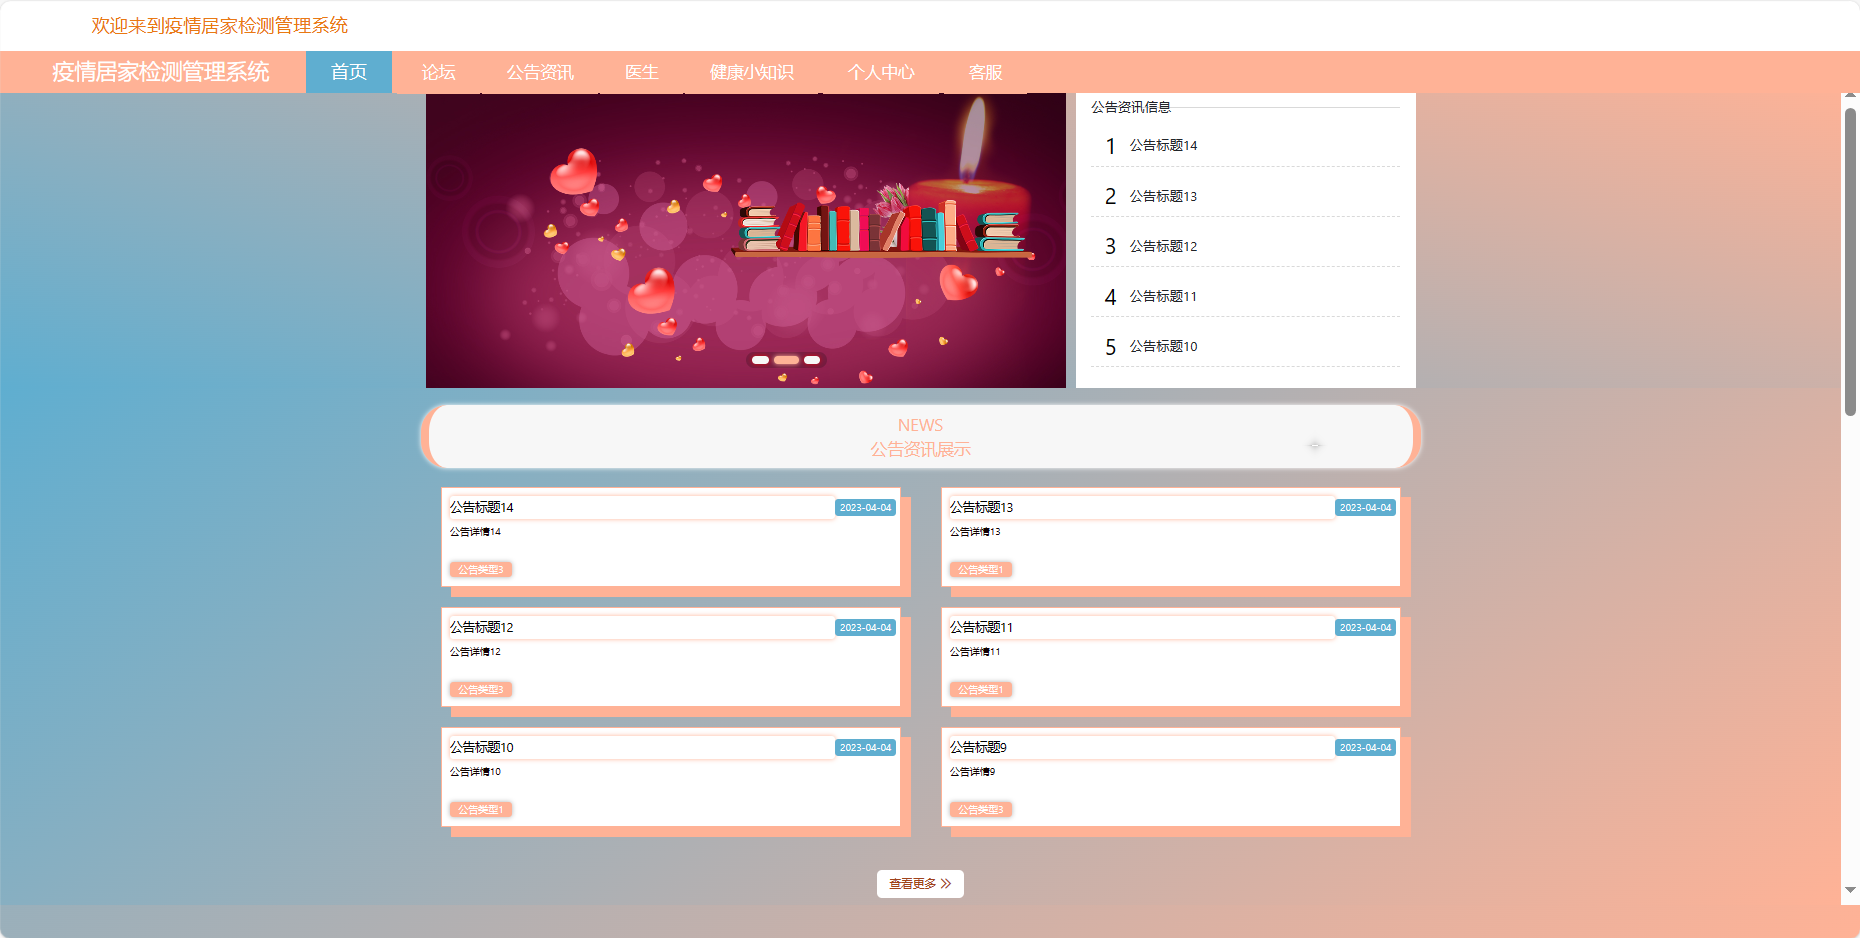 欢迎来到疫情居家检测管理系统
疫情居家检测管理系统 首页 论坛 公告资讯 医生 健康小知识 个人中心 客服
公告资讯信息
1 公告标题14
2 公告标题13
3 公告标题12
4 公告标题11
5 公告标题10
NEWS
公告资讯展示
公告标题14 2023-04-04
公告详情14
公告类型3
公告标题13 2023-04-04
公告详情13
公告类型1
公告标题12 2023-04-04
公告详情12
公告类型3
公告标题11 2023-04-04
公告详情11
公告类型1
公告标题10 2023-04-04
公告详情10
公告类型1
公告标题9 2023-04-04
公告详情9
公告类型3
查看更多